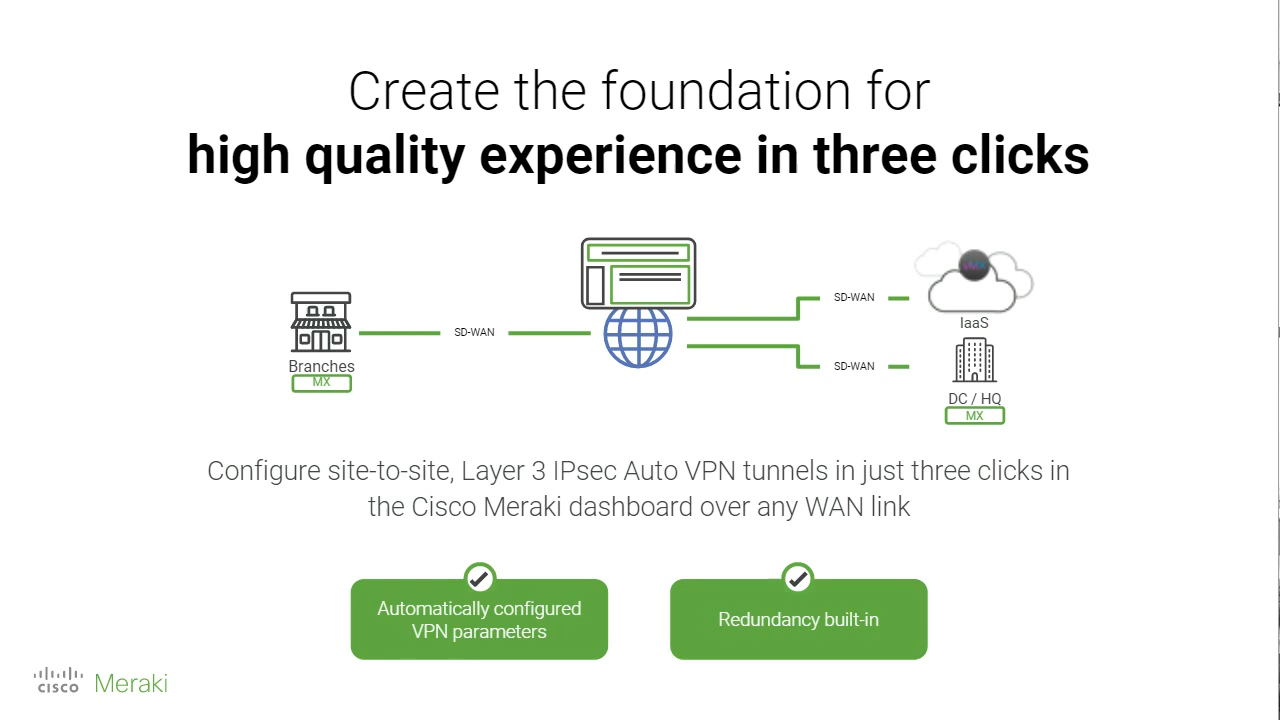 Create the foundation for
high quality experience in three clicks
SD-WAN
IaaS
SD-WAN
Branches
MX
SD-WAN
DC / HQ
MX
Configure site-to-site, Layer 3 IPsec Auto VPN tunnels in just three clicks in
the Cisco Meraki dashboard over any WAN link
Automatically configured
VPN parameters
Redundancy built-in
CISCO Meraki